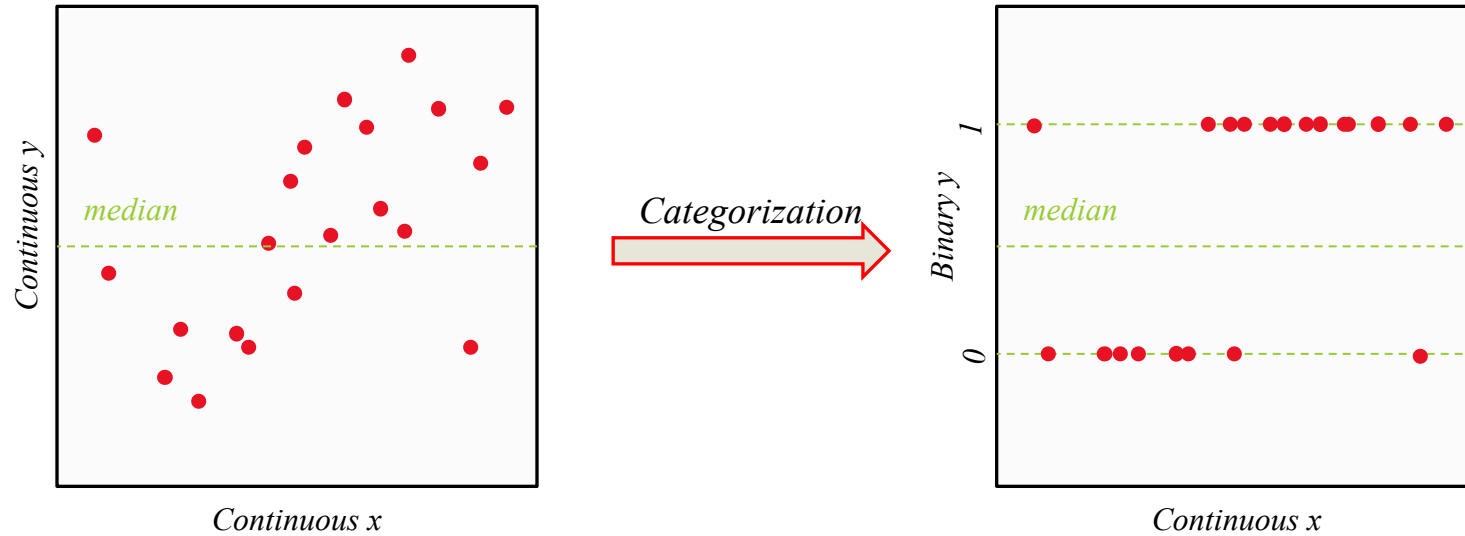 Continuous y
median
Continuous x
Categorization
Binary y
1
0
median
Continuous x